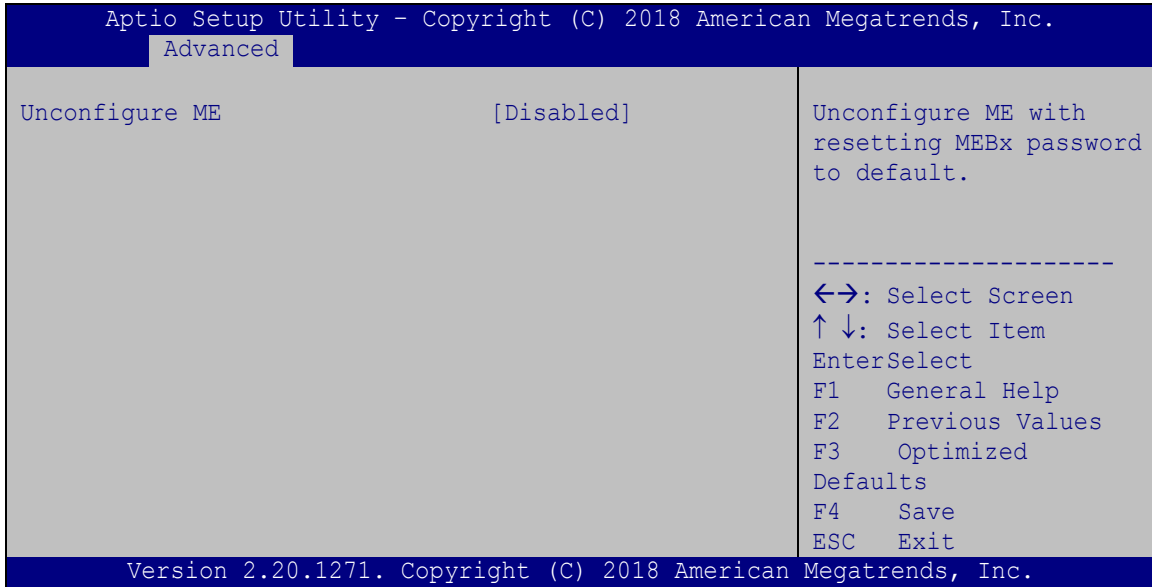 Aptio Setup Utility – Copyright (C) 2018 American Megatrends, Inc.
Advanced
Unconfigure ME [Disabled]
Unconfigure ME with
resetting MEBx password
to default.
---------------------
←→: Select Screen
↑ ↓: Select Item
EnterSelect
F1 General Help
F2 Previous Values
F3 Optimized
Defaults
F4 Save
ESC Exit
Version 2.20.1271. Copyright (C) 2018 American Megatrends, Inc.